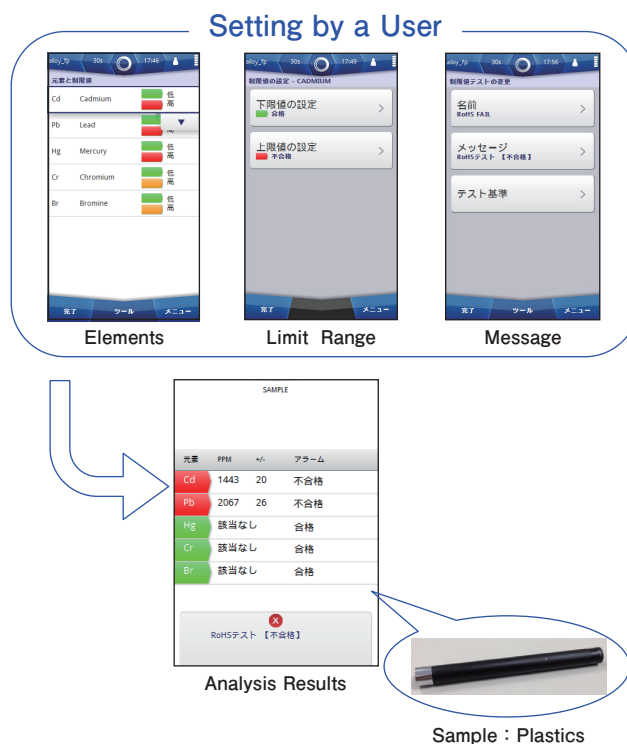 Setting by a User
alloy_fp 30s 17:46
元素と制限値
Cd Cadmium 低
高
Pb Lead
高
Hg Mercury 低
高
Cr Chromium 低
高
Br Bromine 低
高
完了 ツール メニュー
Elements
alloy_fp 30s 17:49
制限値の設定 – CADMIUM
下限値の設定
合格
上限値の設定
不合格
完了 メニュー
Limit Range
alloy_fp 30s 17:56
制限値テストの変更
名前
RoHS FAIL
メッセージ
RoHSテスト 【不合格】
テスト基準
完了 ツール メニュー
Message
SAMPLE
元素 PPM +/- アラーム
Cd 1443 20 不合格
Pb 2067 26 不合格
Hg 該当なし 合格
Cr 該当なし 合格
Br 該当なし 合格
RoHSテスト 【不合格】
Analysis Results
Sample：Plastics